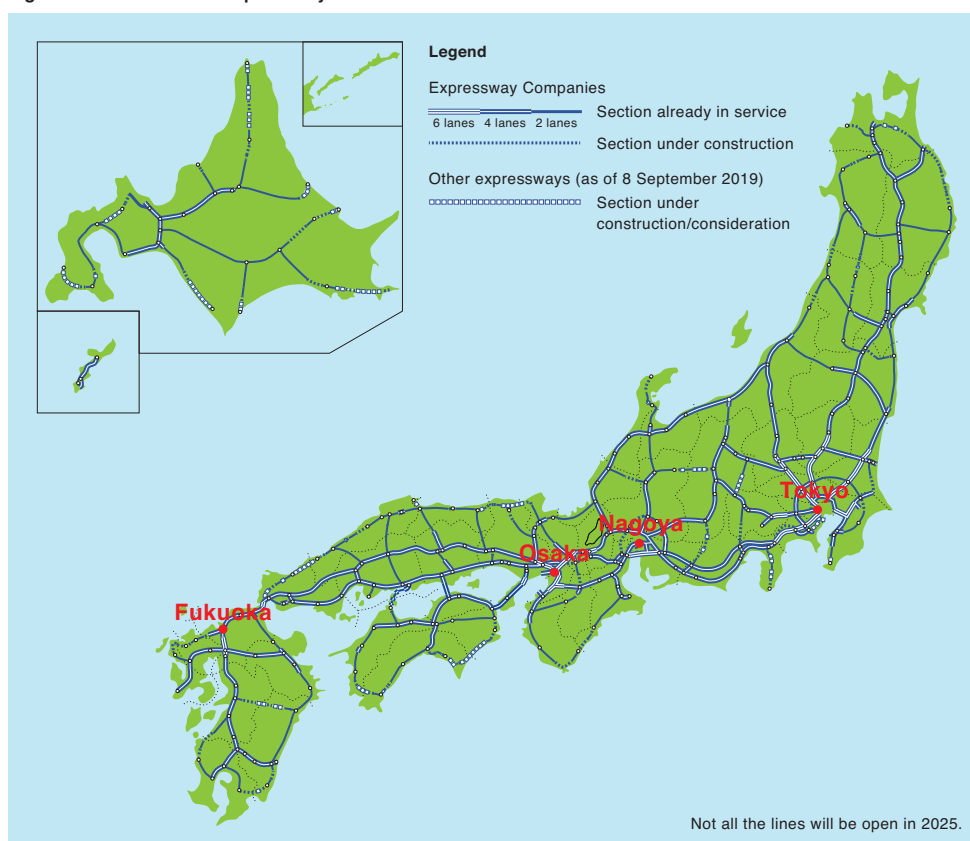 Legend
Expressway Companies
6 lanes 4 lanes 2 lanes
Section already in service
Section under construction
Other expressways (as of 8 September 2019)
Section under
construction/consideration
Tokyo
Nagoya
Osaka
Fukuoka
Not all the lines will be open in 2025.